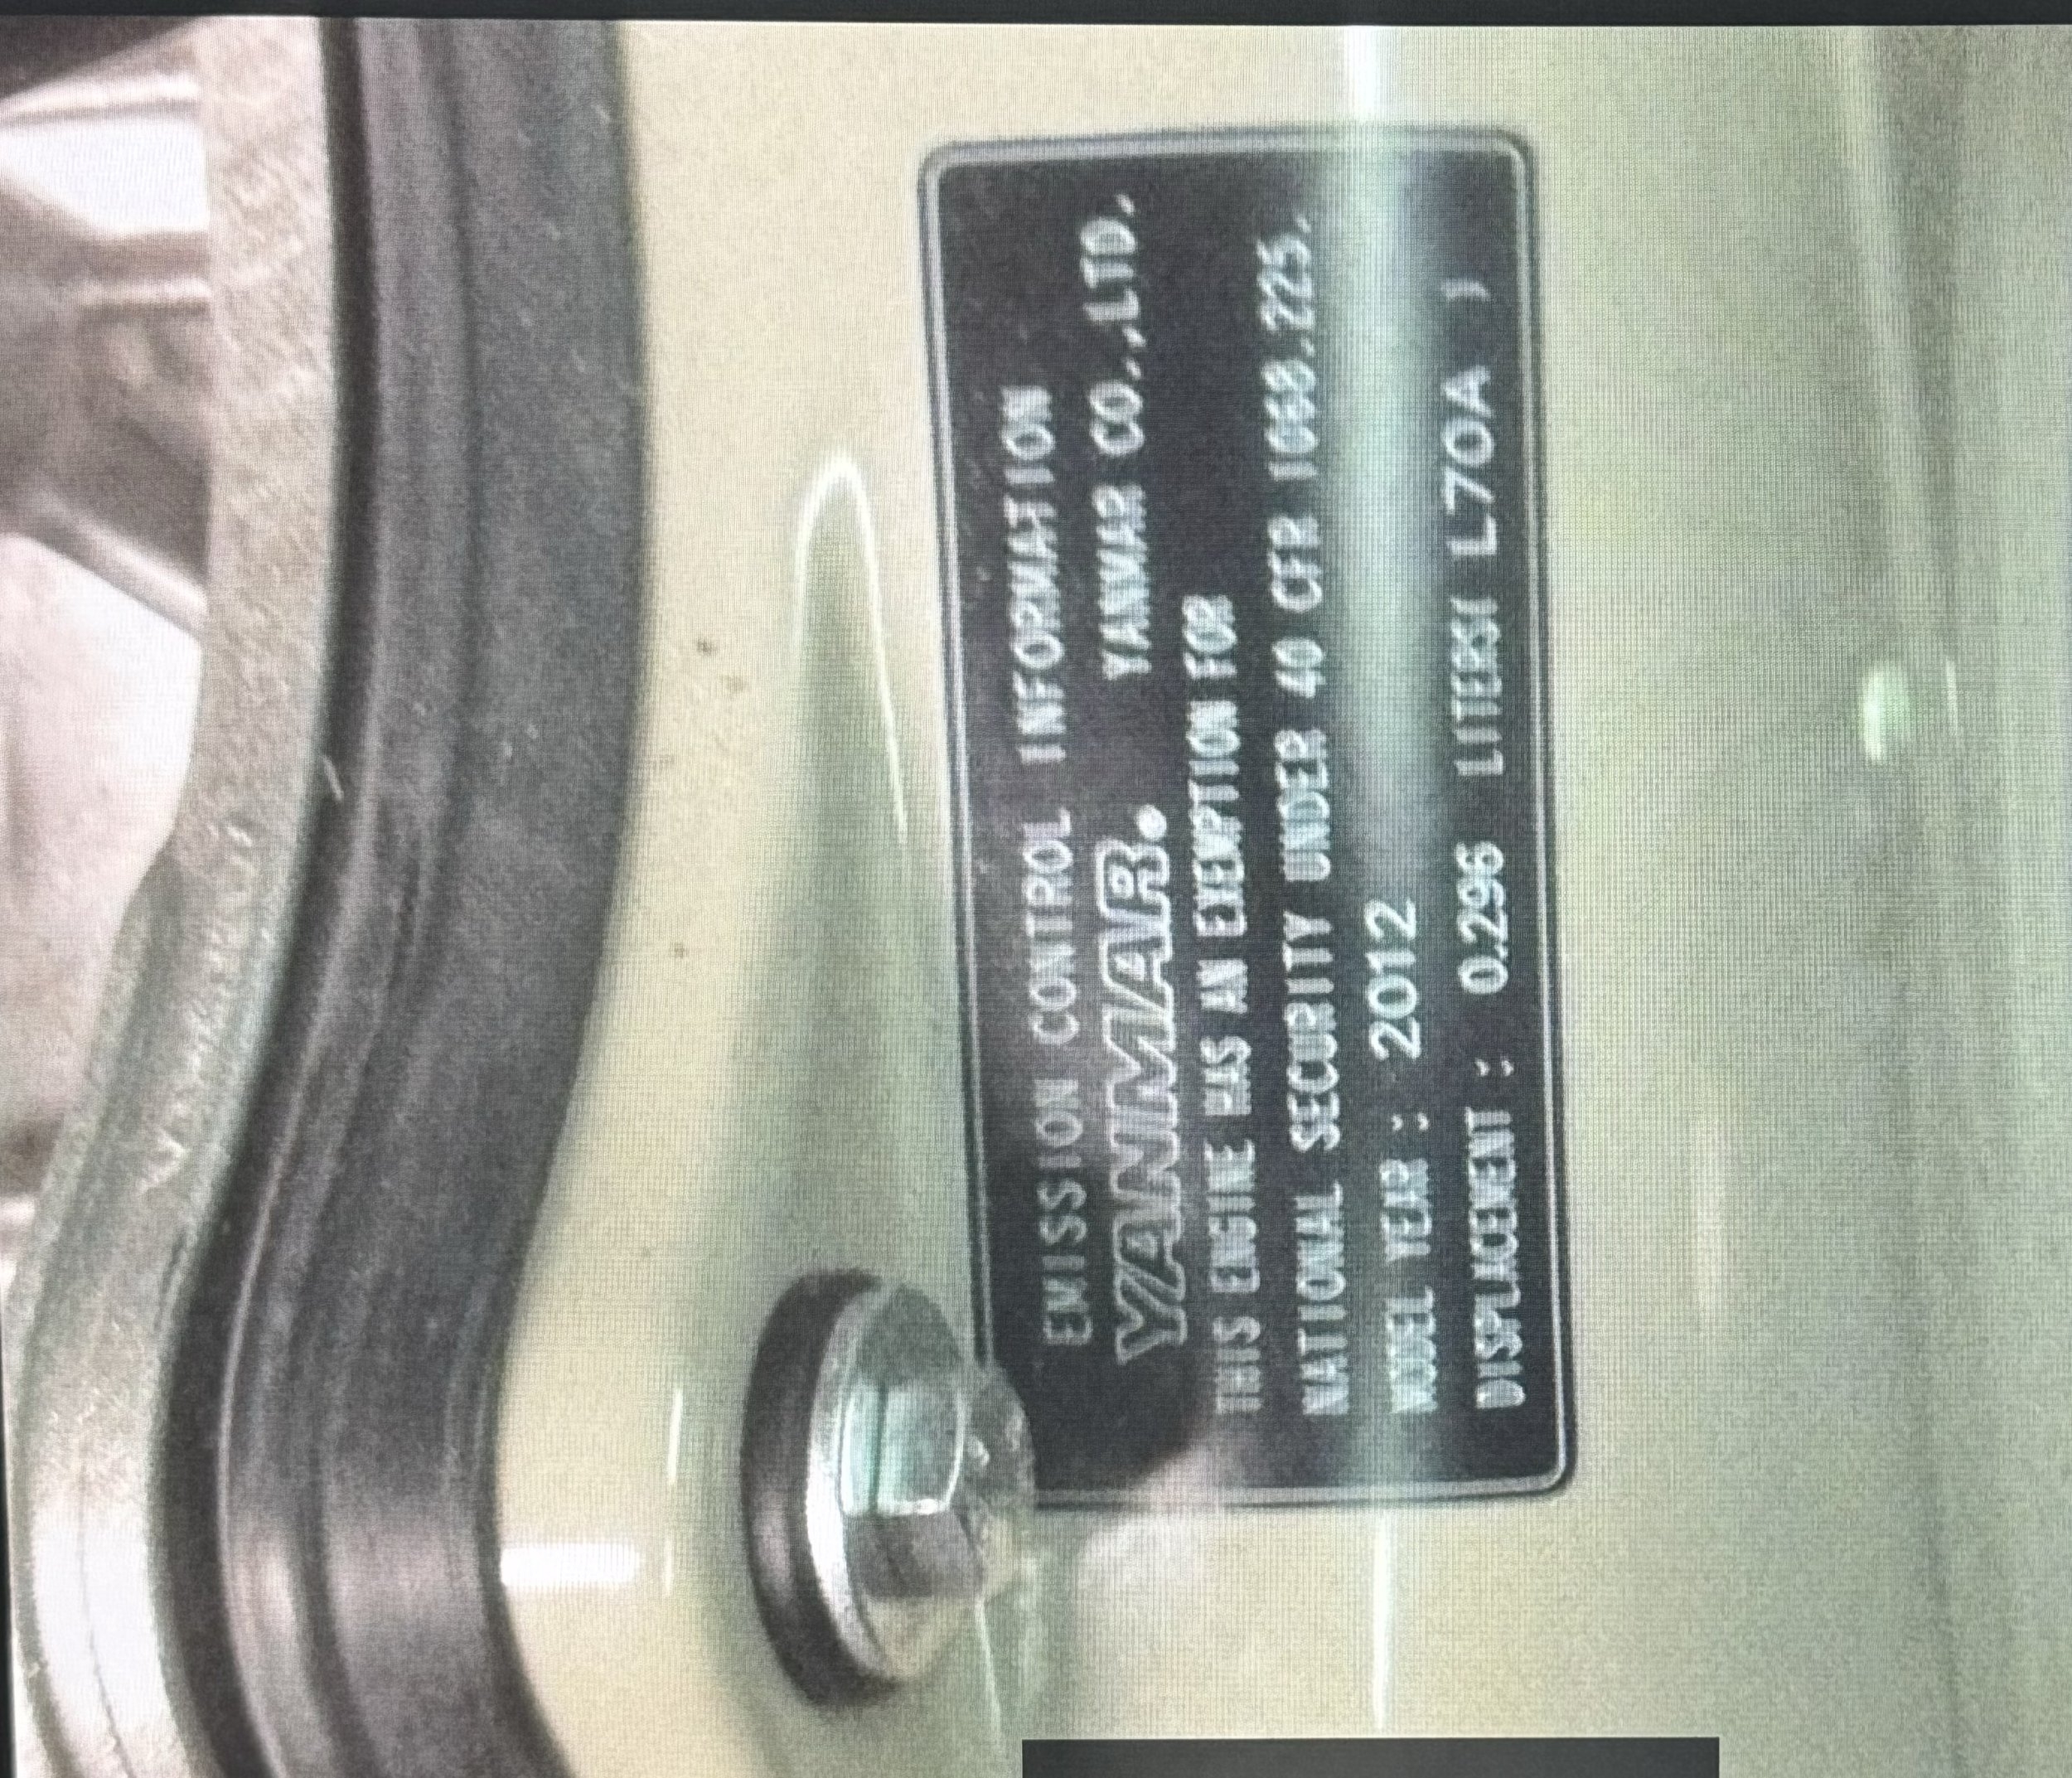 EMISSION CONTROL INFORMATION
YANMAR. YANMAR CO.,LTD.
THIS ENGINE HAS AN EXEMPTION FOR
NATIONAL SECURITY UNDER 40 CFR 1068.225.
MODEL YEAR : 2012
DISPLACEMENT : 0.296 LITERS( L70A )